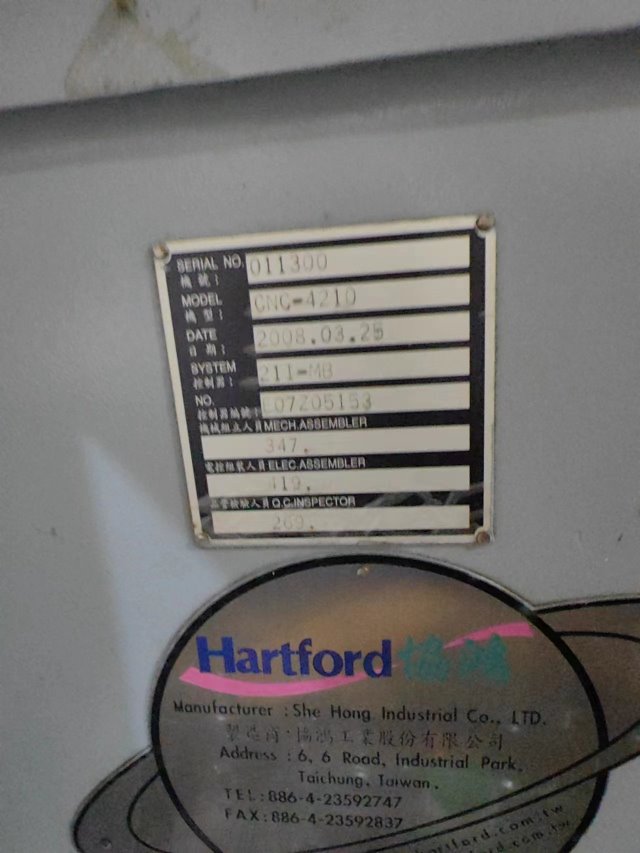 SERIAL NO. 011300
機 號：
MODEL CNC-4210
機 型：
DATE 2008.03.25
日 期：
SYSTEM 21I-MB
控制器：
NO. L07Z05153
控制器編號：
機械組立人員 MECH.ASSEMBLER
347.
電控組裝人員 ELEC.ASSEMBLER
419.
品管檢驗人員 Q.C.INSPECTOR
269.
Hartford 協鴻
Manufacturer : She Hong Industrial Co., LTD.
製造商：協鴻工業股份有限公司
Address : 6, 6 Road, Industrial Park,
Taichung, Taiwan.
TEL:886-4-23592747
FAX:886-4-23592837